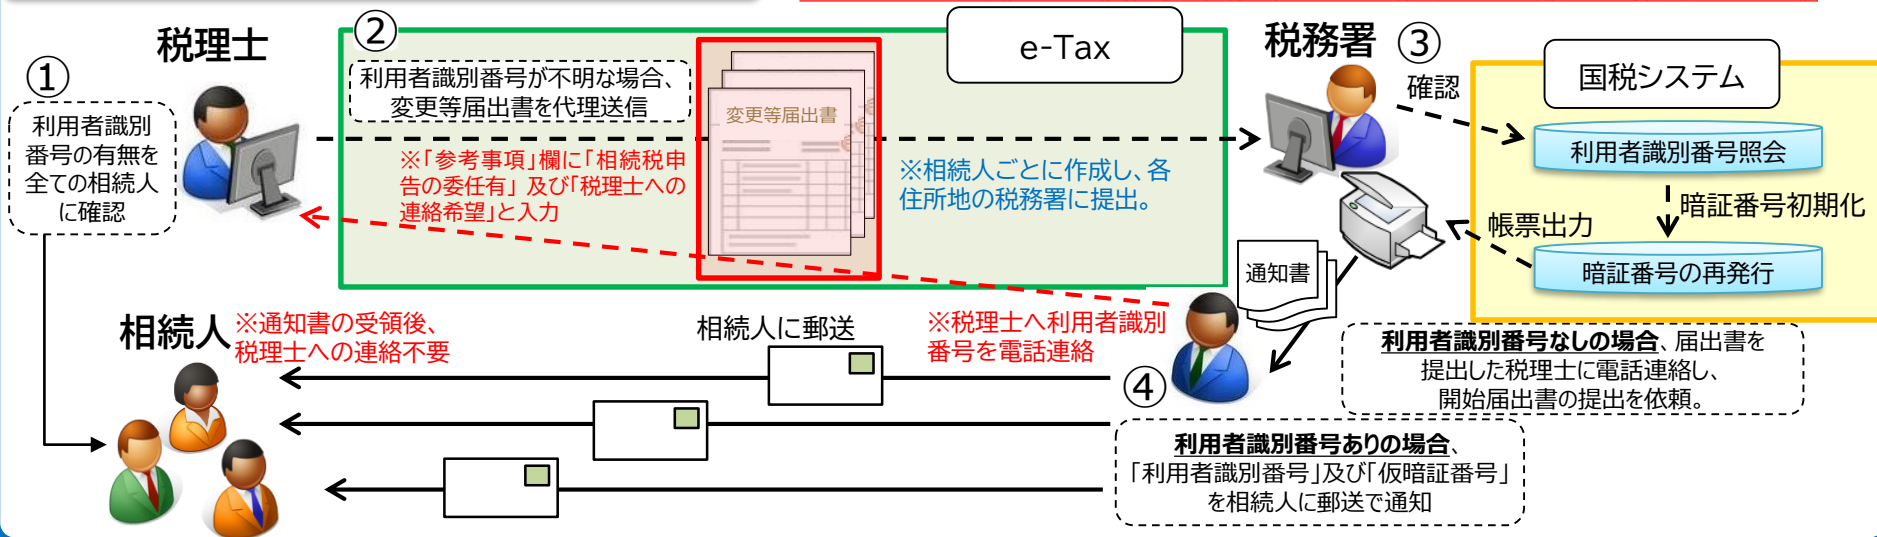 ①
税理士
利用者識別
番号の有無を
全ての相続人
に確認
②
利用者識別番号が不明な場合、
変更等届出書を代理送信
変更等届出書
e-Tax
※「参考事項」欄に「相続税申
告の委任有」 及び「税理士への
連絡希望」と入力
※相続人ごとに作成し、各
住所地の税務署に提出。
税務署
③
確認
国税システム
利用者識別番号照会
暗証番号初期化
帳票出力
暗証番号の再発行
通知書
利用者識別番号なしの場合、届出書を
提出した税理士に電話連絡し、
開始届出書の提出を依頼。
相続人
※通知書の受領後、
税理士への連絡不要
相続人に郵送
※税理士へ利用者識別
番号を電話連絡
④
利用者識別番号ありの場合、
「利用者識別番号」及び「仮暗証番号」
を相続人に郵送で通知